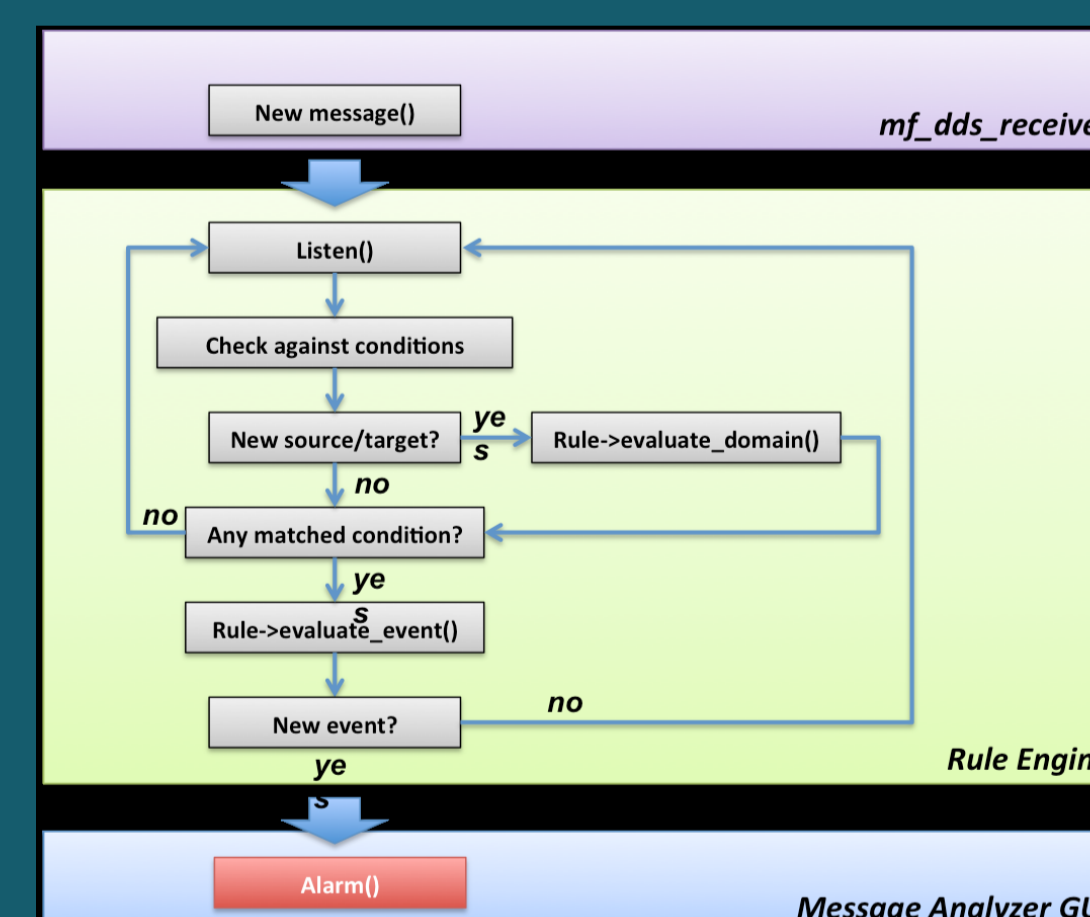 New message()
mf_dds_receive
Listen()
Check against conditions
New source/target?
ye
s
Rule->evaluate_domain()
no
no
Any matched condition?
ye
s
Rule->evaluate_event()
no
New event?
ye
s
Rule Engin
Alarm()
Message Analyzer GU